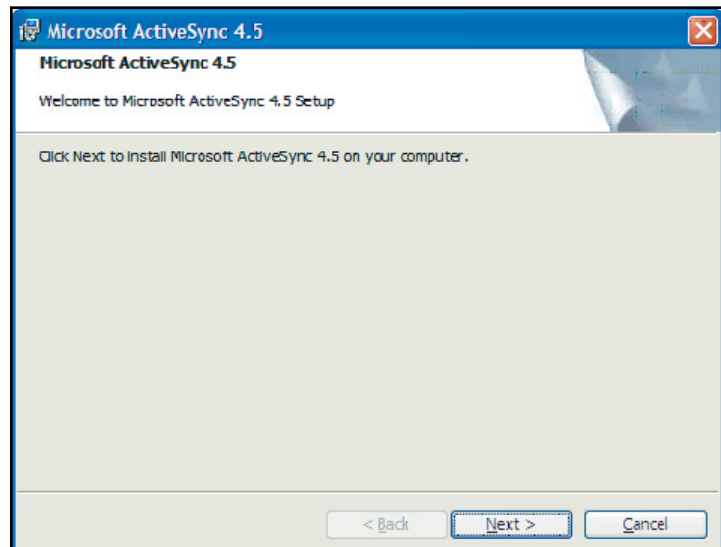 Microsoft ActiveSync 4.5
Microsoft ActiveSync 4.5
Welcome to Microsoft ActiveSync 4.5 Setup
Click Next to install Microsoft ActiveSync 4.5 on your computer.
< Back Next > Cancel